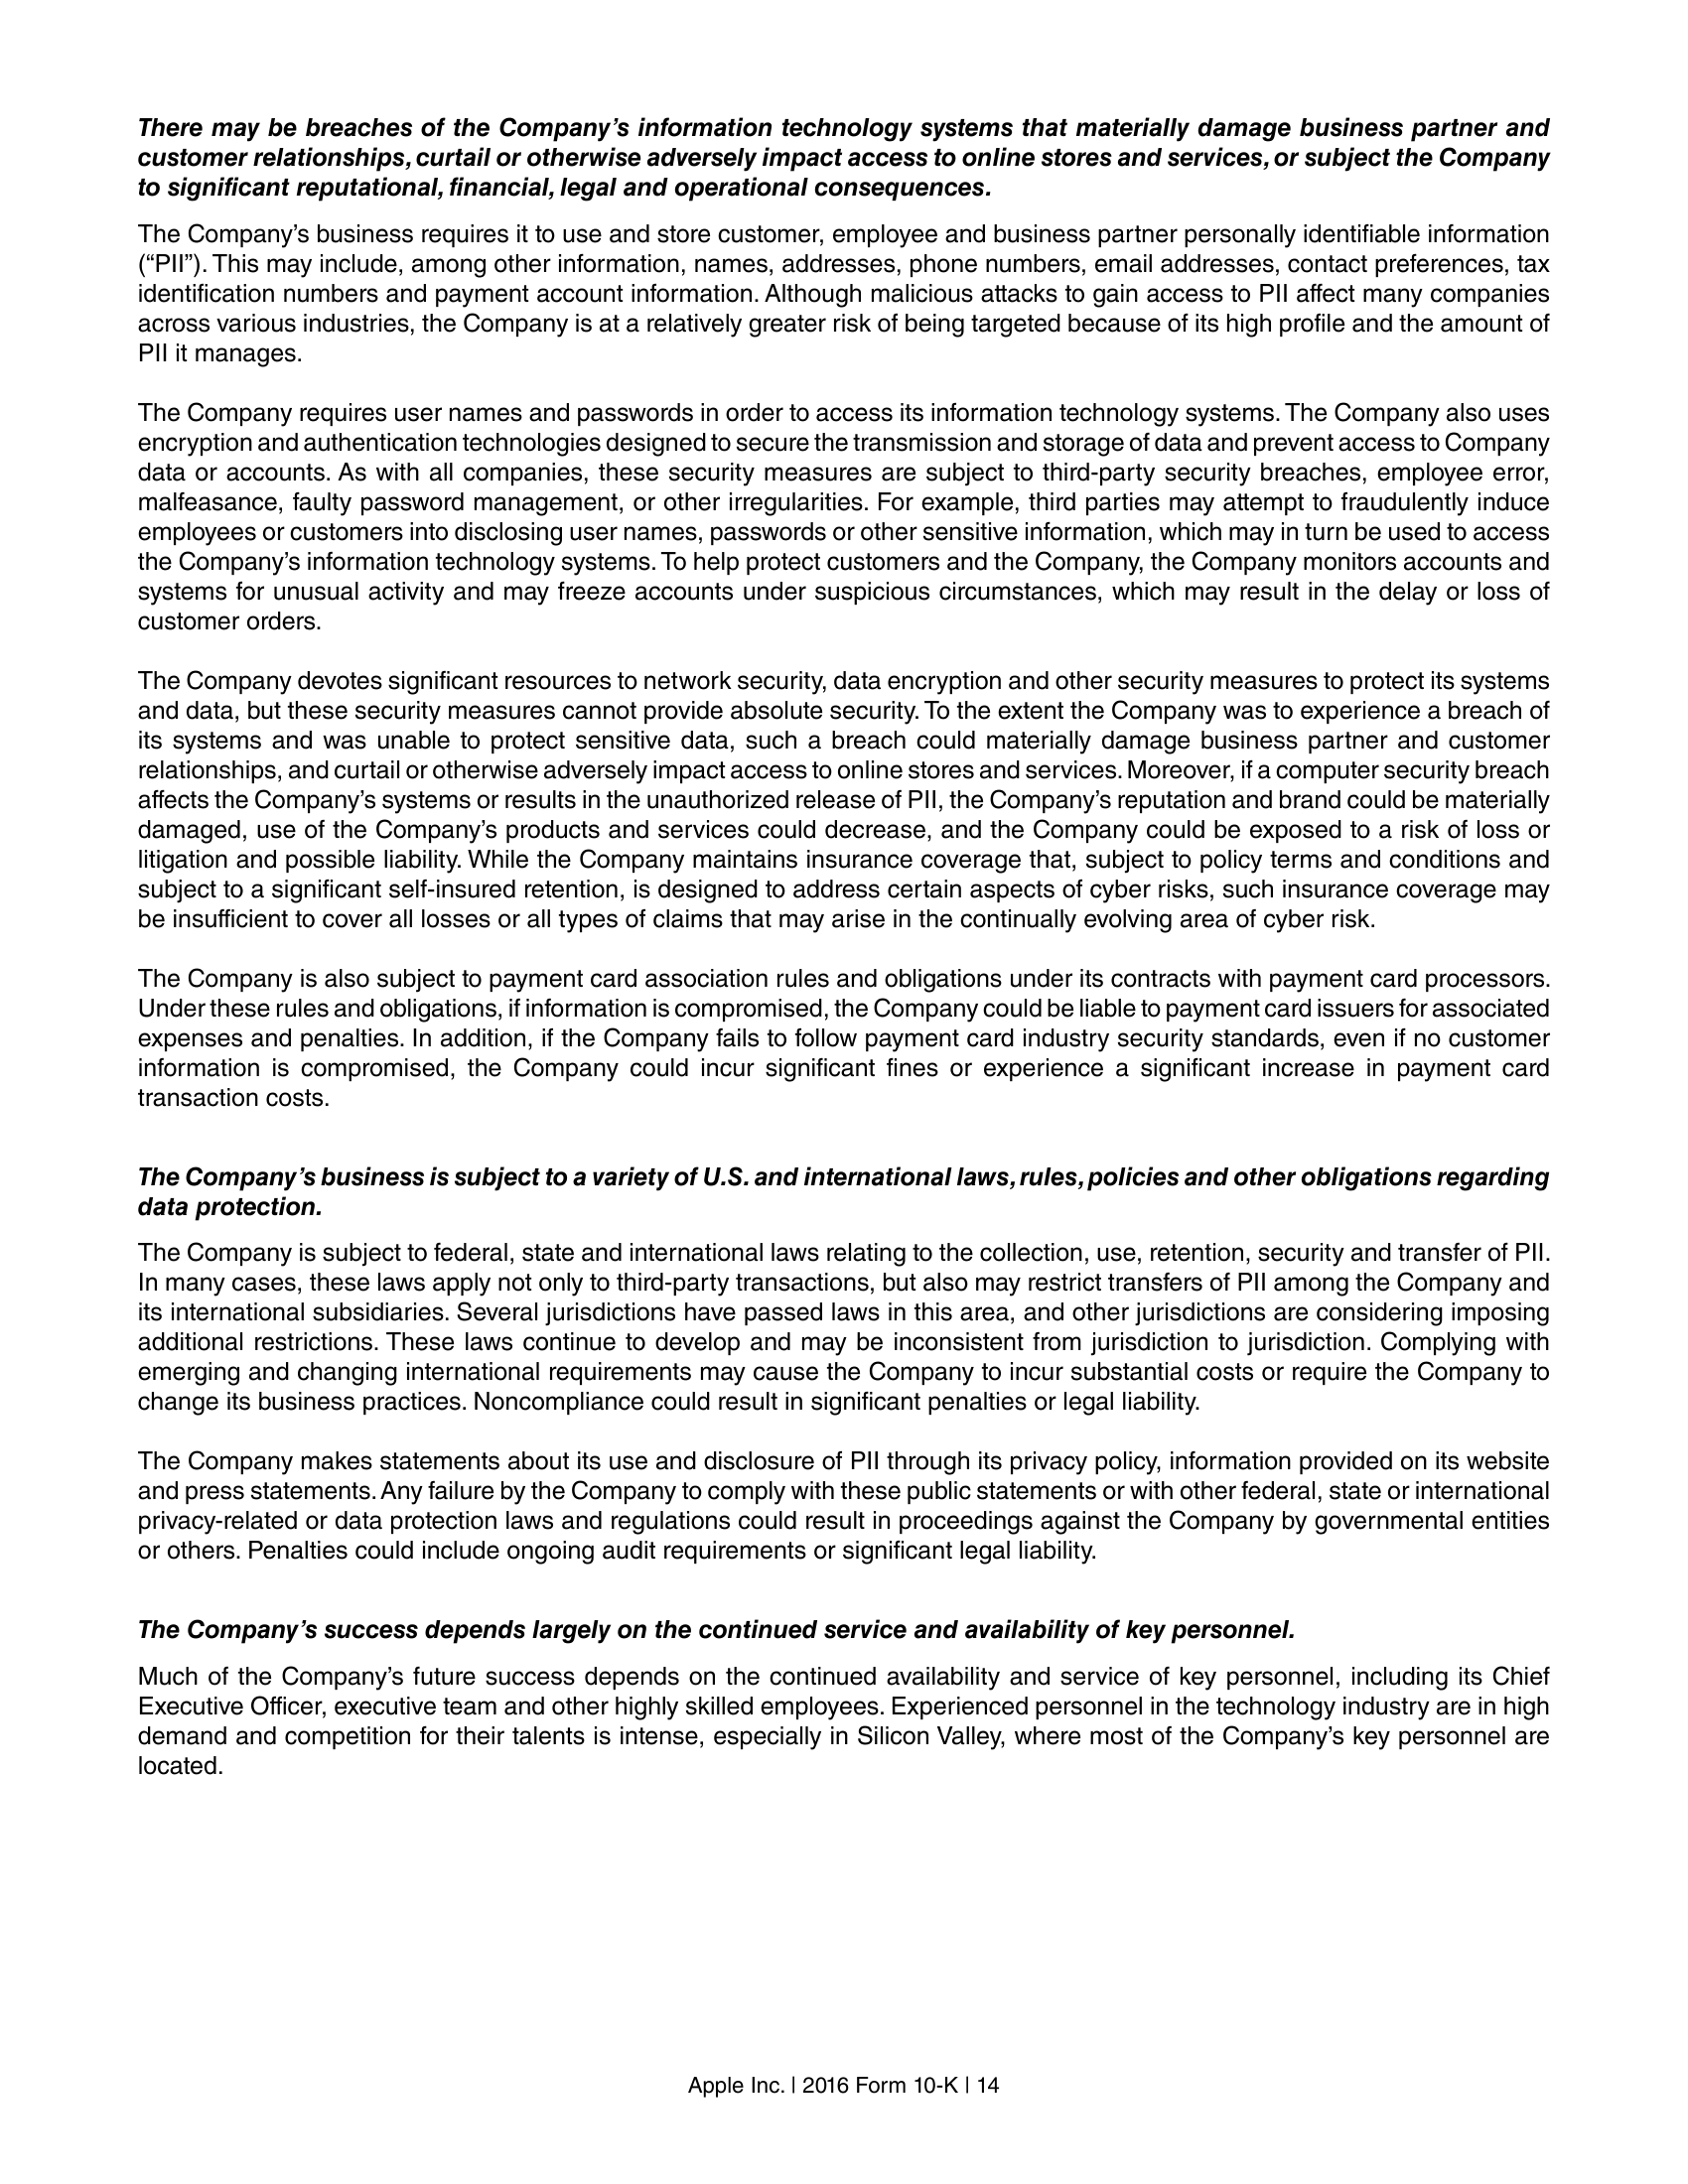 There may be breaches of the Company’s information technology systems that materially damage business partner and
customer relationships, curtail or otherwise adversely impact access to online stores and services, or subject the Company
to significant reputational, financial, legal and operational consequences.
The Company’s business requires it to use and store customer, employee and business partner personally identifiable information
(“PII”). This may include, among other information, names, addresses, phone numbers, email addresses, contact preferences, tax
identification numbers and payment account information. Although malicious attacks to gain access to PII affect many companies
across various industries, the Company is at a relatively greater risk of being targeted because of its high profile and the amount of
PII it manages.
The Company requires user names and passwords in order to access its information technology systems. The Company also uses
encryption and authentication technologies designed to secure the transmission and storage of data and prevent access to Company
data or accounts. As with all companies, these security measures are subject to third-party security breaches, employee error,
malfeasance, faulty password management, or other irregularities. For example, third parties may attempt to fraudulently induce
employees or customers into disclosing user names, passwords or other sensitive information, which may in turn be used to access
the Company’s information technology systems. To help protect customers and the Company, the Company monitors accounts and
systems for unusual activity and may freeze accounts under suspicious circumstances, which may result in the delay or loss of
customer orders.
The Company devotes significant resources to network security, data encryption and other security measures to protect its systems
and data, but these security measures cannot provide absolute security. To the extent the Company was to experience a breach of
its systems and was unable to protect sensitive data, such a breach could materially damage business partner and customer
relationships, and curtail or otherwise adversely impact access to online stores and services. Moreover, if a computer security breach
affects the Company’s systems or results in the unauthorized release of PII, the Company’s reputation and brand could be materially
damaged, use of the Company’s products and services could decrease, and the Company could be exposed to a risk of loss or
litigation and possible liability. While the Company maintains insurance coverage that, subject to policy terms and conditions and
subject to a significant self-insured retention, is designed to address certain aspects of cyber risks, such insurance coverage may
be insufficient to cover all losses or all types of claims that may arise in the continually evolving area of cyber risk.
The Company is also subject to payment card association rules and obligations under its contracts with payment card processors.
Under these rules and obligations, if information is compromised, the Company could be liable to payment card issuers for associated
expenses and penalties. In addition, if the Company fails to follow payment card industry security standards, even if no customer
information is compromised, the Company could incur significant fines or experience a significant increase in payment card
transaction costs.
The Company’s business is subject to a variety of U.S. and international laws, rules, policies and other obligations regarding
data protection.
The Company is subject to federal, state and international laws relating to the collection, use, retention, security and transfer of PII.
In many cases, these laws apply not only to third-party transactions, but also may restrict transfers of PII among the Company and
its international subsidiaries. Several jurisdictions have passed laws in this area, and other jurisdictions are considering imposing
additional restrictions. These laws continue to develop and may be inconsistent from jurisdiction to jurisdiction. Complying with
emerging and changing international requirements may cause the Company to incur substantial costs or require the Company to
change its business practices. Noncompliance could result in significant penalties or legal liability.
The Company makes statements about its use and disclosure of PII through its privacy policy, information provided on its website
and press statements. Any failure by the Company to comply with these public statements or with other federal, state or international
privacy-related or data protection laws and regulations could result in proceedings against the Company by governmental entities
or others. Penalties could include ongoing audit requirements or significant legal liability.
The Company’s success depends largely on the continued service and availability of key personnel.
Much of the Company’s future success depends on the continued availability and service of key personnel, including its Chief
Executive Officer, executive team and other highly skilled employees. Experienced personnel in the technology industry are in high
demand and competition for their talents is intense, especially in Silicon Valley, where most of the Company’s key personnel are
located.
Apple Inc. | 2016 Form 10-K | 14